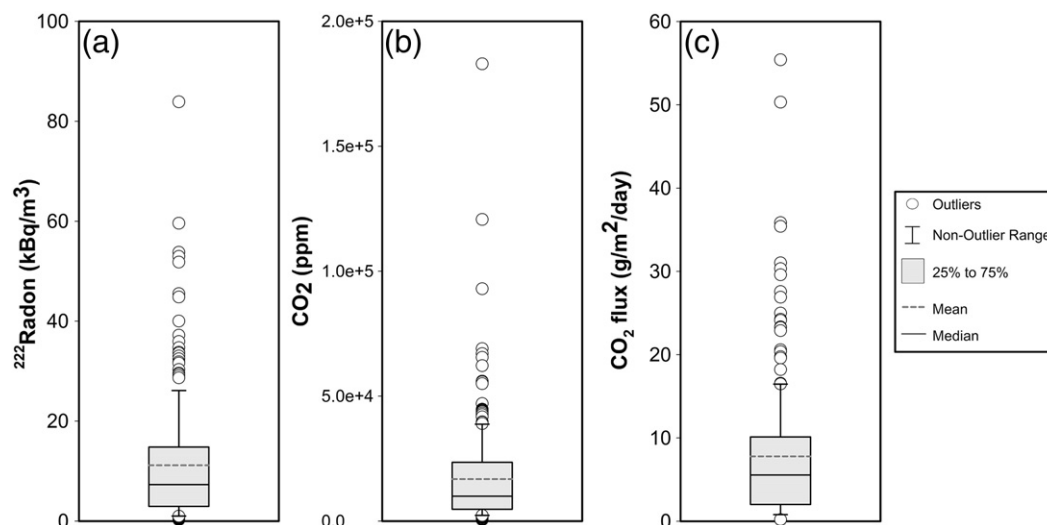 (a)
²²²Radon (kBq/m³)
100
80
60
40
20
0
(b)
CO2 (ppm)
2.0e+5
1.5e+5
1.0e+5
5.0e+4
0.0
(c)
CO₂ flux (g/m²/day)
60
50
40
30
20
10
0
Outliers
Non-Outlier Range
25% to 75%
Mean
Median